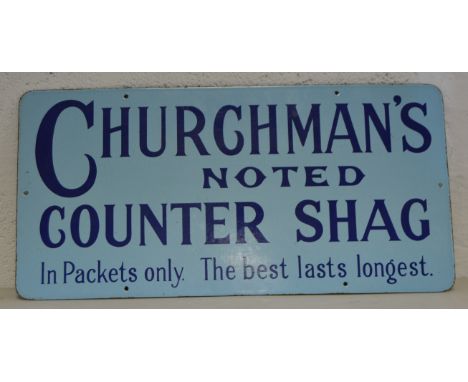 CHURCHMAN'S
NOTED
COUNTER SHAG
In Packets only. The best lasts longest.